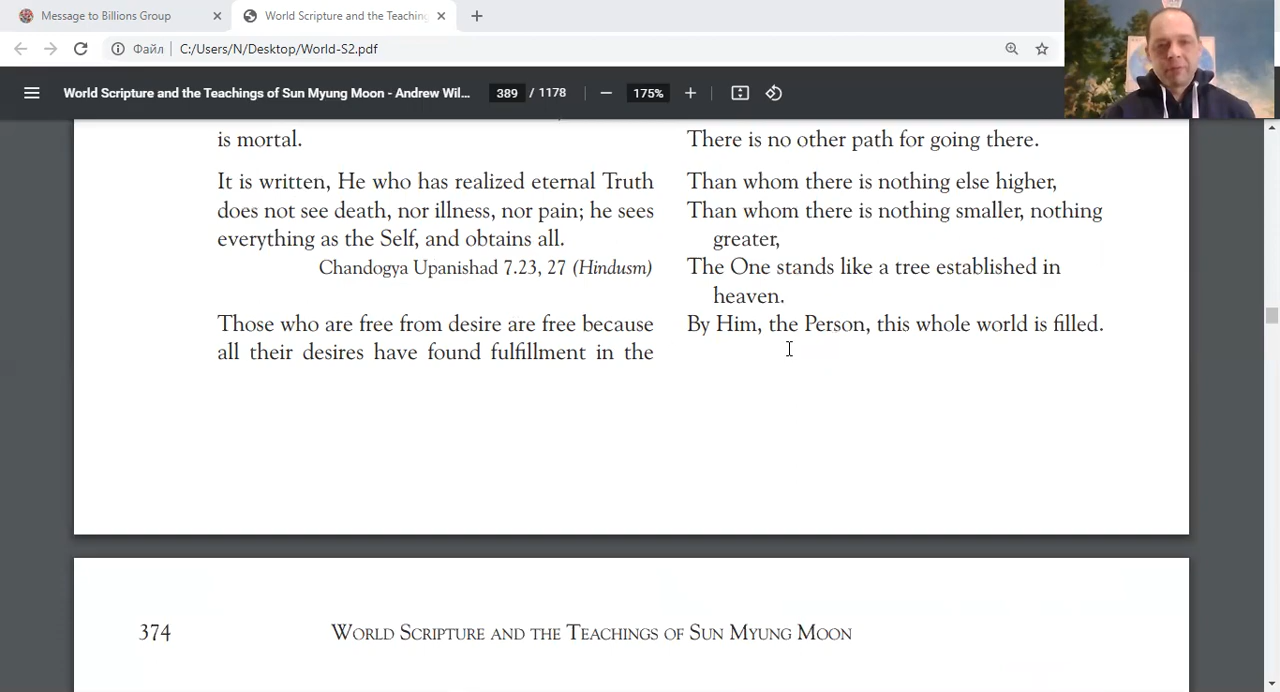 Message to Billions Group
World Scripture and the Teaching
Файл
C:/Users/N/Desktop/World-S2.pdf
World Scripture and the Teachings of Sun Myung Moon - Andrew Wil...
389 / 1178
175%
is mortal.
It is written, He who has realized eternal Truth
does not see death, nor illness, nor pain; he sees
everything as the Self, and obtains all.
Chandogya Upanishad 7.23, 27 (Hindusm)
Those who are free from desire are free because
all their desires have found fulfillment in the
There is no other path for going there.
Than whom there is nothing else higher,
Than whom there is nothing smaller, nothing
greater,
The One stands like a tree established in
heaven.
By Him, the Person, this whole world is filled.
374
World Scripture and the Teachings of Sun Myung Moon